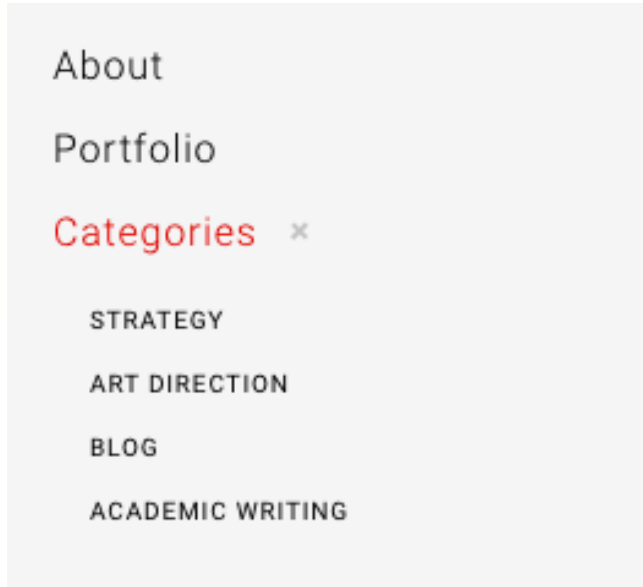 About
Portfolio
Categories ×
STRATEGY
ART DIRECTION
BLOG
ACADEMIC WRITING